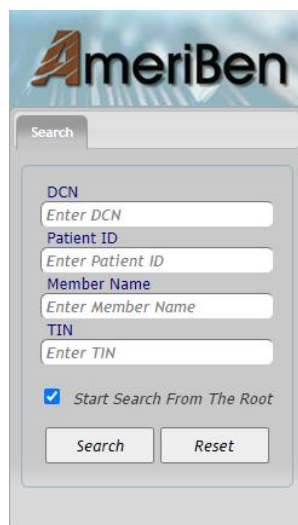 AmeriBen
Search
DCN
Enter DCN
Patient ID
Enter Patient ID
Member Name
Enter Member Name
TIN
Enter TIN
Start Search From The Root
Search Reset